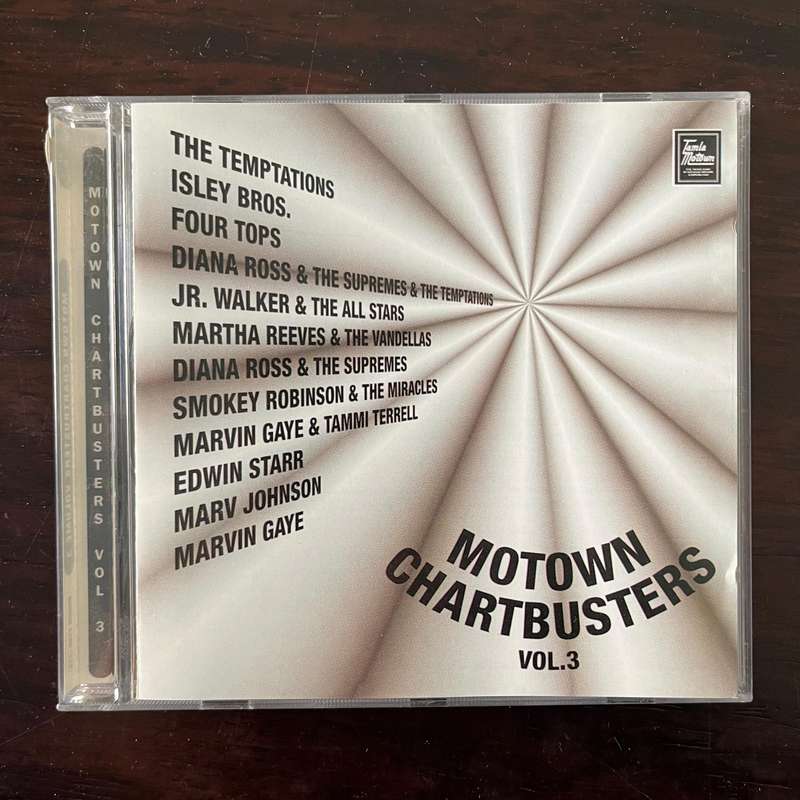 THE TEMPTATIONS
ISLEY BROS.
FOUR TOPS
DIANA ROSS & THE SUPREMES & THE TEMPTATIONS
JR. WALKER & THE ALL STARS
MARTHA REEVES & THE VANDELLAS
DIANA ROSS & THE SUPREMES
SMOKEY ROBINSON & THE MIRACLES
MARVIN GAYE & TAMMI TERRELL
EDWIN STARR
MARV JOHNSON
MARVIN GAYE
Tamla
Motown
MOTOWN
CHARTBUSTERS
VOL.3
MOTOWN CHARTBUSTERS VOL 3